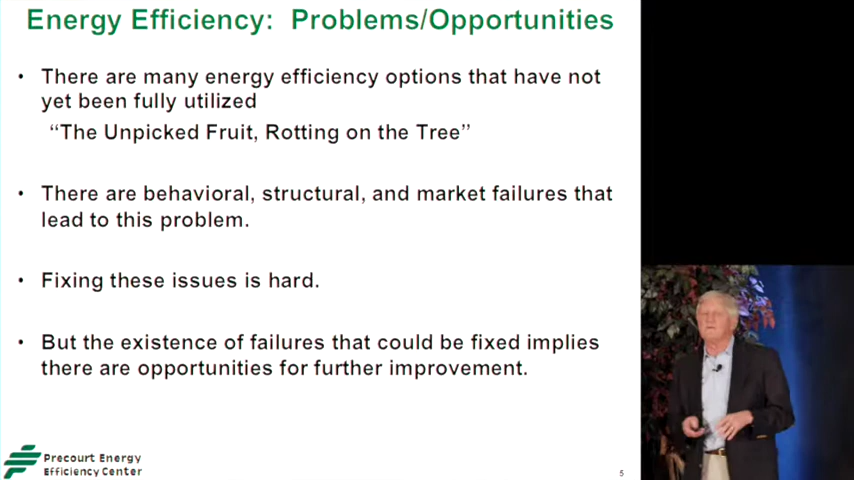 Energy Efficiency: Problems/Opportunities
• There are many energy efficiency options that have not
yet been fully utilized
“The Unpicked Fruit, Rotting on the Tree”
• There are behavioral, structural, and market failures that
lead to this problem.
• Fixing these issues is hard.
• But the existence of failures that could be fixed implies
there are opportunities for further improvement.
Precourt Energy
Efficiency Center
5